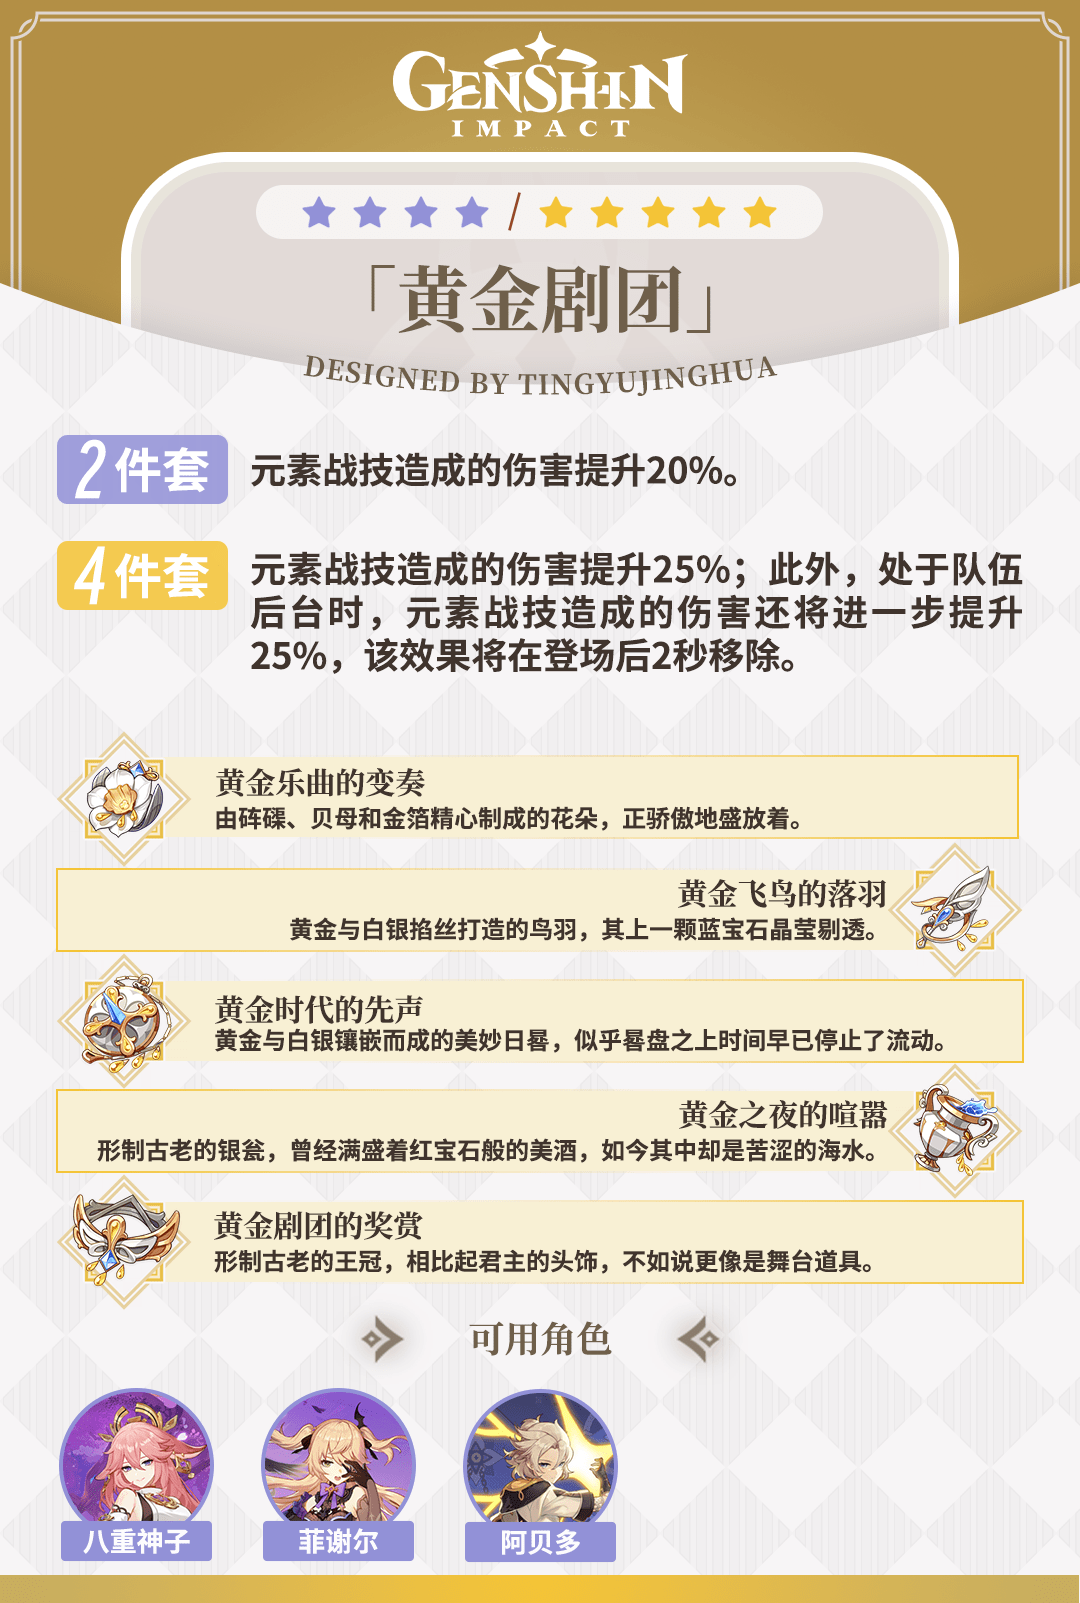 GENSHIN
IMPACT
「黄金剧团」
DESIGNED BY TINGYUJINGHUA
2件套
元素战技造成的伤害提升20%。
4件套
元素战技造成的伤害提升25%；此外，处于队伍
后台时，元素战技造成的伤害还将进一步提升
25%，该效果将在登场后2秒移除。
黄金乐曲的变奏
由砗磲、贝母和金箔精心制成的花朵，正骄傲地盛放着。
黄金飞鸟的落羽
黄金与白银掐丝打造的鸟羽，其上一颗蓝宝石晶莹剔透。
黄金时代的先声
黄金与白银镶嵌而成的美妙日晷，似乎晷盘之上时间早已停止了流动。
黄金之夜的喧嚣
形制古老的银瓮，曾经满盛着红宝石般的美酒，如今其中却是苦涩的海水。
黄金剧团的奖赏
形制古老的王冠，相比起君主的头饰，不如说更像是舞台道具。
可用角色
八重神子
菲谢尔
阿贝多